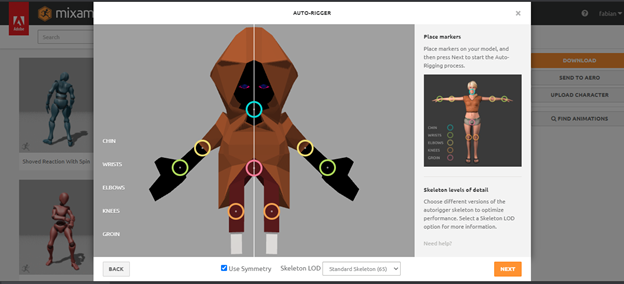 Adobe
mixam
fabian
AUTO-RIGGER
×
Search
Shoved Reaction With Spin
CHIN
WRISTS
ELBOWS
KNEES
GROIN
Place markers
Place markers on your model, and
then press Next to start the Auto-
Rigging process.
CHIN
WRISTS
ELBOWS
KNEES
GROIN
Skeleton levels of detail
Choose different versions of the
autorigger skeleton to optimize
performance. Select a Skeleton LOD
option for more information.
Need help?
DOWNLOAD
SEND TO AERO
UPLOAD CHARACTER
FIND ANIMATIONS
BACK
Use Symmetry
Skeleton LOD
Standard Skeleton (65)
NEXT